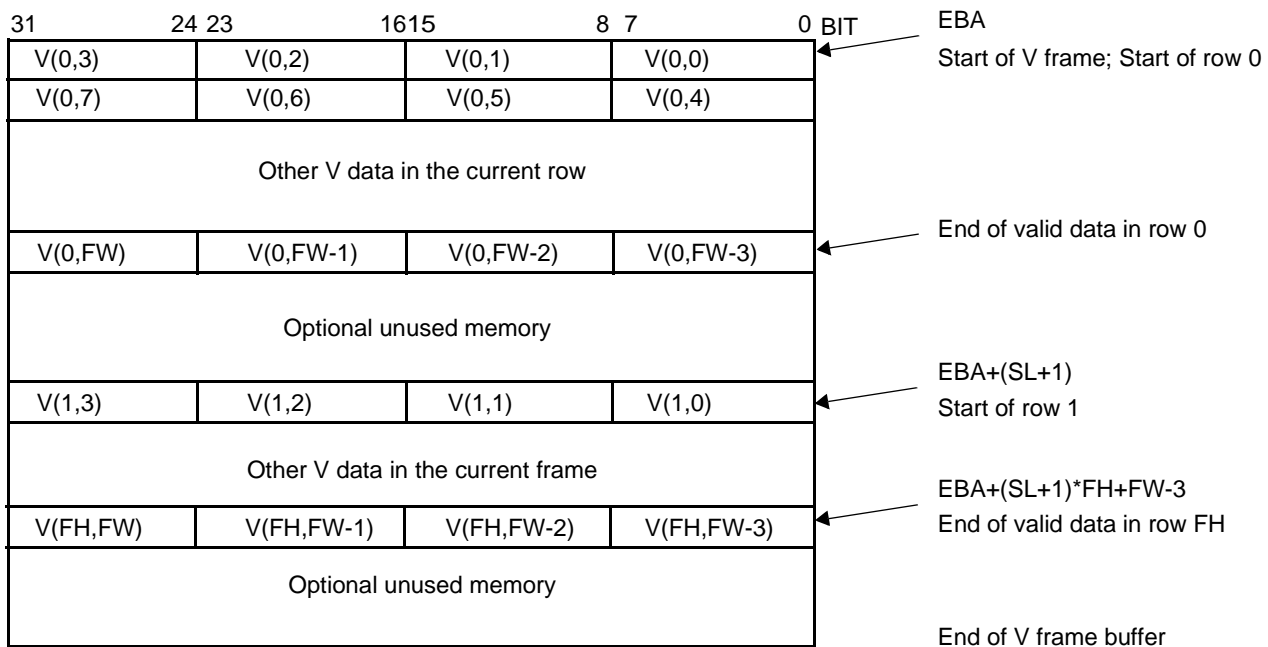 31 24 23 1615 8 7 0 BIT EBA
V(0,3) V(0,2) V(0,1) V(0,0) Start of V frame; Start of row 0
V(0,7) V(0,6) V(0,5) V(0,4)
Other V data in the current row
V(0,FW) V(0,FW-1) V(0,FW-2) V(0,FW-3) End of valid data in row 0
Optional unused memory
EBA+(SL+1)
V(1,3) V(1,2) V(1,1) V(1,0) Start of row 1
Other V data in the current frame
EBA+(SL+1)*FH+FW-3
V(FH,FW) V(FH,FW-1) V(FH,FW-2) V(FH,FW-3) End of valid data in row FH
Optional unused memory
End of V frame buffer